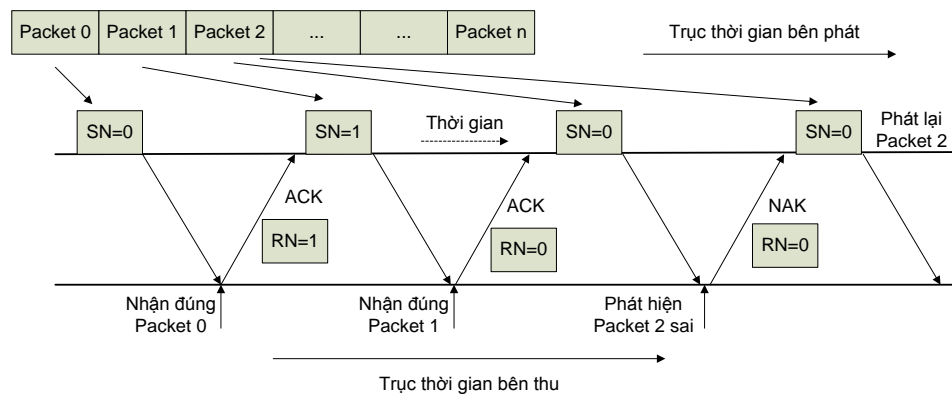 Packet 0 Packet 1 Packet 2 ... ... Packet n
Trục thời gian bên phát
SN=0 SN=1 Thời gian SN=0 SN=0 Phát lại
Packet 2
ACK ACK NAK
RN=1 RN=0 RN=0
Nhận đúng
Packet 0
Nhận đúng
Packet 1
Phát hiện
Packet 2 sai
Trục thời gian bên thu